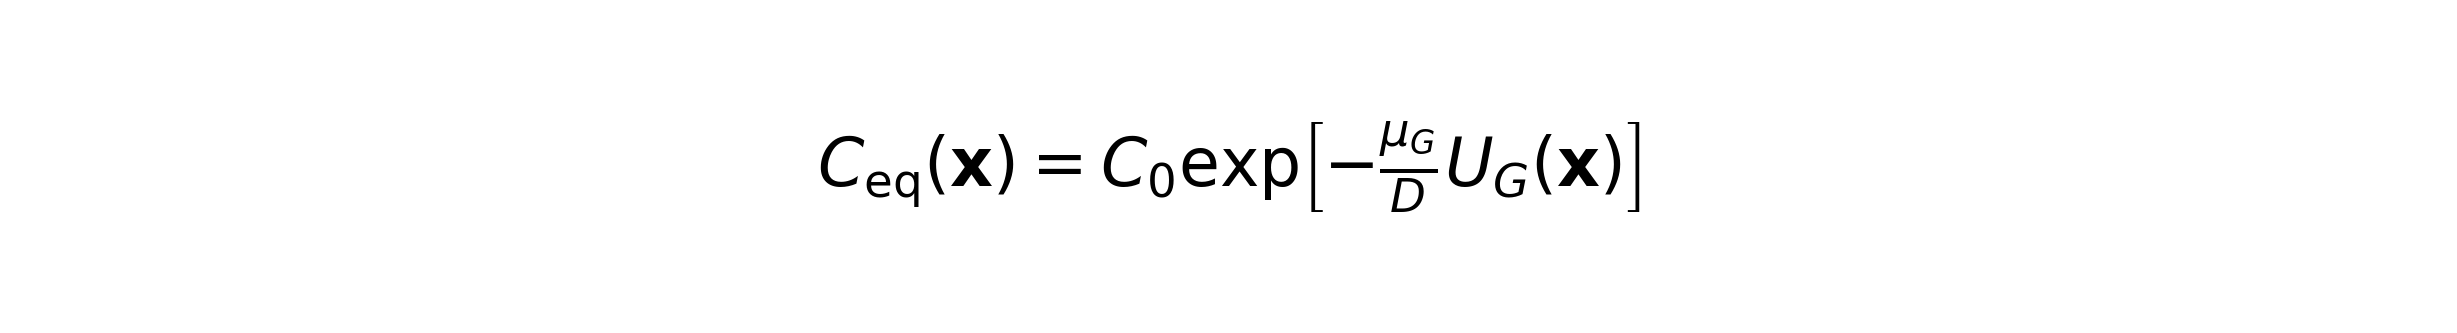 C_eq(x) = C_0 exp[−μ_G/D U_G(x)]